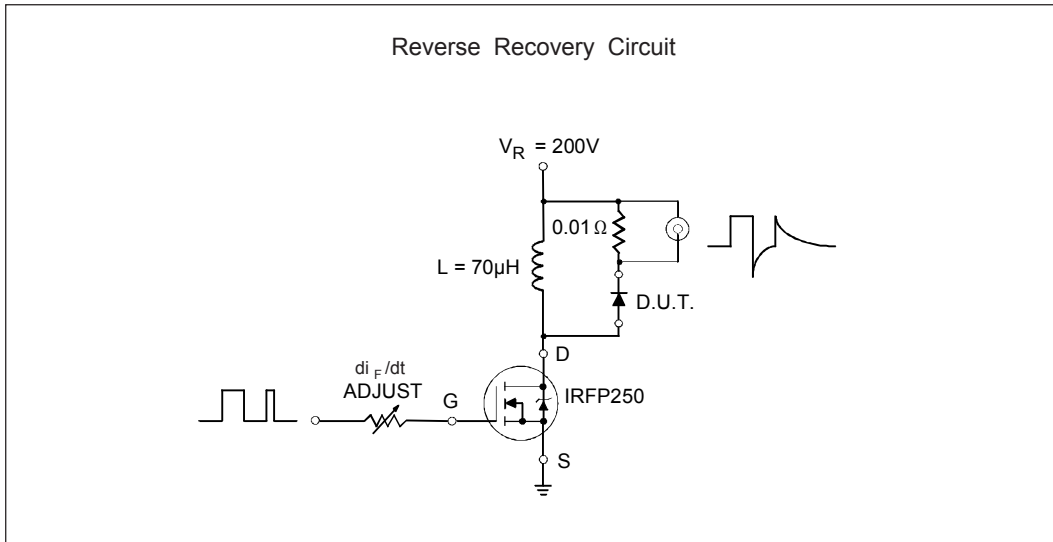 Reverse Recovery Circuit
V_R = 200V
0.01 Ω
L = 70µH
D.U.T.
D
di_F/dt
ADJUST
G
IRFP250
S